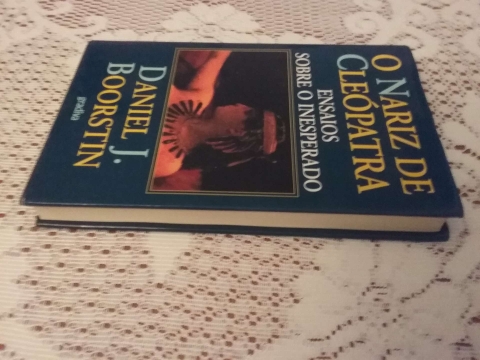 O NARIZ DE
CLEÓPATRA
ENSAIOS
SOBRE O INESPERADO
DANIEL J.
BOORSTIN
gradiva